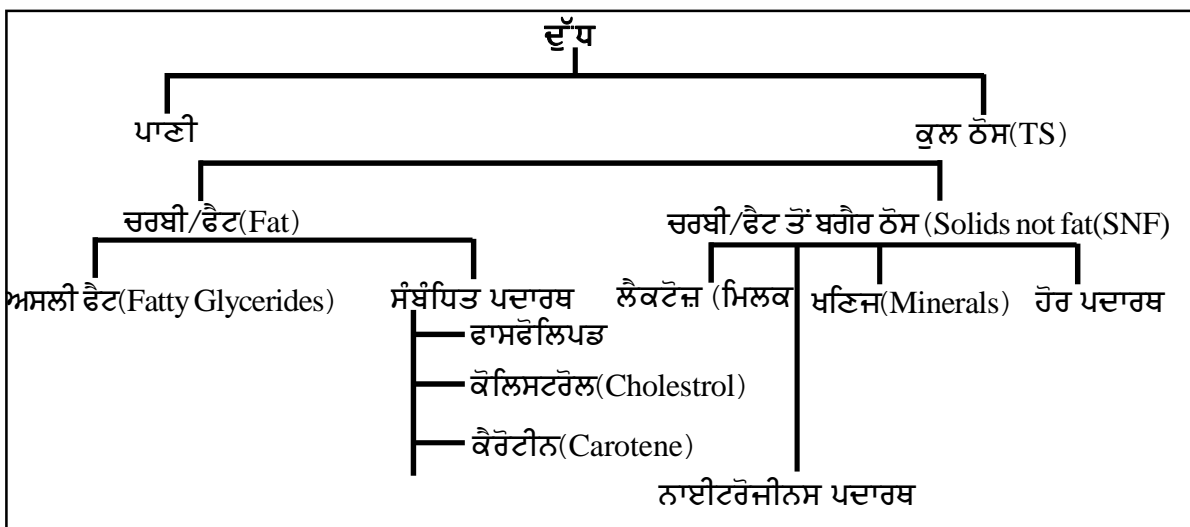 ਦੁੱਧ
ਪਾਣੀ ਕੁਲ ਠੋਸ(TS)
ਚਰਬੀ/ਫੈਟ(Fat) ਚਰਬੀ/ਫੈਟ ਤੋਂ ਬਗੈਰ ਠੋਸ (Solids not fat(SNF)
ਅਸਲੀ ਫੈਟ(Fatty Glycerides) ਸੰਬੰਧਿਤ ਪਦਾਰਥ ਲੈਕਟੋਜ਼ (ਮਿਲਕ ਖਣਿਜ(Minerals) ਹੋਰ ਪਦਾਰਥ
ਫਾਸਫੋਲਿਪਡ
ਕੋਲਿਸਟਰੋਲ(Cholestrol)
ਕੈਰੋਟੀਨ(Carotene)
ਨਾਈਟਰੋਜੀਨਸ ਪਦਾਰਥ